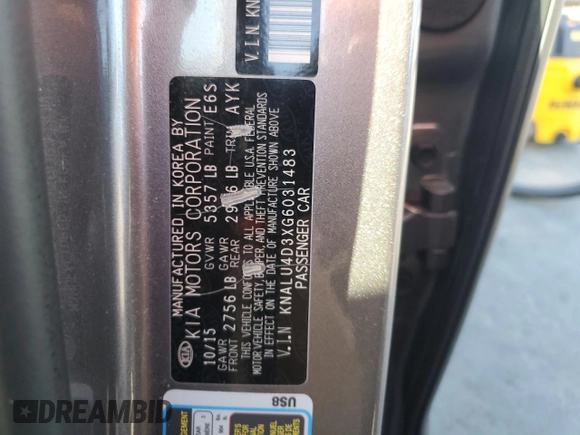 MANUFACTURED IN KOREA BY
KIA MOTORS CORPORATION
KIA
10/15 GVWR 5357 LB PAINT E6S
GAWR FRONT 2756 LB GAWR REAR LB TRIM AYK
THIS VEHICLE CONFORMS TO ALL APPLICABLE U.S.A. FEDERAL
MOTOR VEHICLE SAFETY, BUMPER, AND THEFT PREVENTION STANDARDS
IN EFFECT ON THE DATE OF MANUFACTURE SHOWN ABOVE
V.I.N KNALU4D3XG6031483
PASSENGER CAR
V.I.N KN
US8
DREAMBID